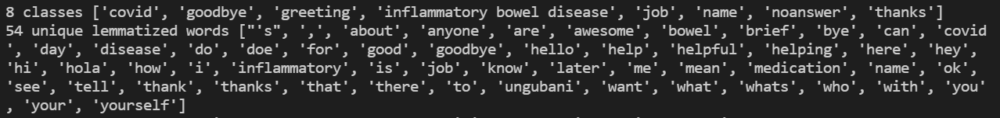 8 classes ['covid', 'goodbye', 'greeting', 'inflammatory bowel disease', 'job', 'name', 'noanswer', 'thanks']
54 unique lemmatized words ["'s", ',', 'about', 'anyone', 'are', 'awesome', 'bowel', 'brief', 'bye', 'can', 'covid
', 'day', 'disease', 'do', 'doe', 'for', 'good', 'goodbye', 'hello', 'help', 'helpful', 'helping', 'here', 'hey',
'hi', 'hola', 'how', 'i', 'inflammatory', 'is', 'job', 'know', 'later', 'me', 'mean', 'medication', 'name', 'ok',
'see', 'tell', 'thank', 'thanks', 'that', 'there', 'to', 'ungubani', 'want', 'what', 'whats', 'who', 'with', 'you'
, 'your', 'yourself']